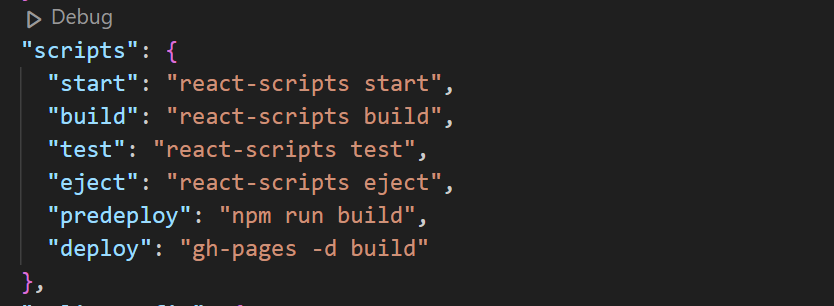 Debug
"scripts": {
"start": "react-scripts start",
"build": "react-scripts build",
"test": "react-scripts test",
"eject": "react-scripts eject",
"predeploy": "npm run build",
"deploy": "gh-pages -d build"
},